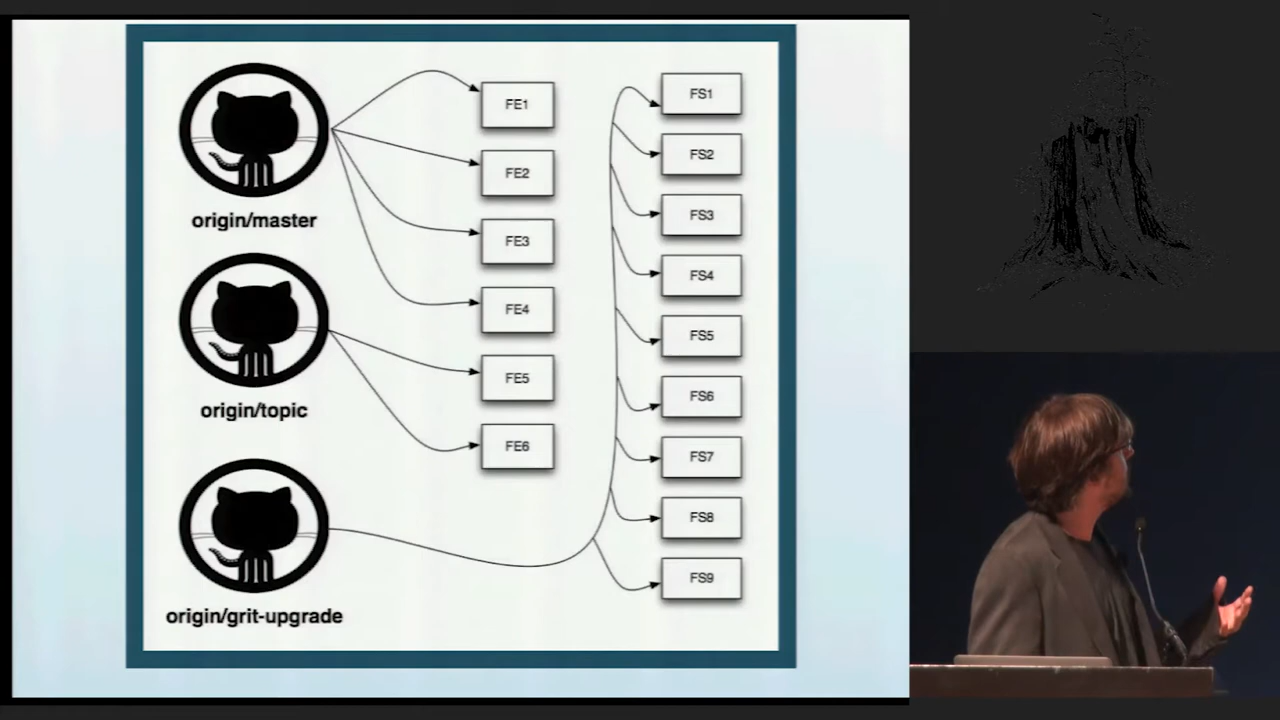 origin/master
origin/topic
origin/grit-upgrade
FE1
FE2
FE3
FE4
FE5
FE6
FS1
FS2
FS3
FS4
FS5
FS6
FS7
FS8
FS9